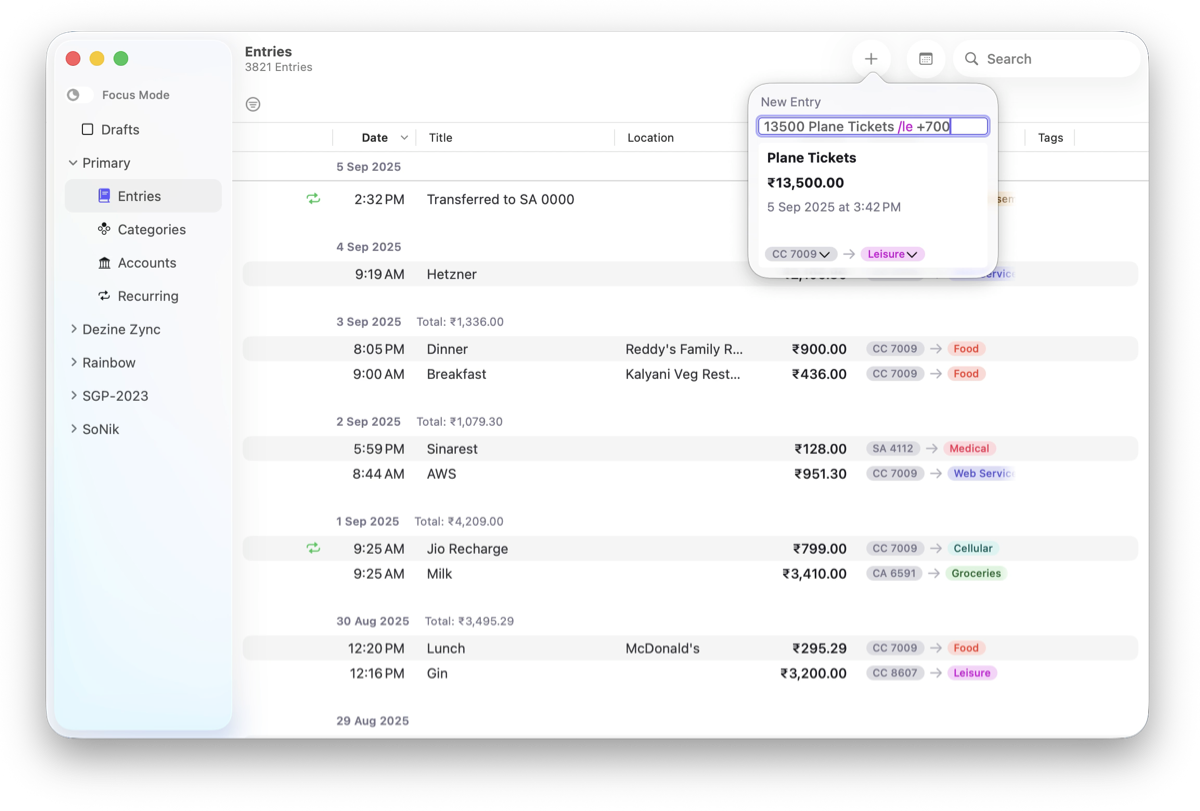 Entries
3821 Entries
Search
Focus Mode
Drafts
Primary
Entries
Categories
Accounts
Recurring
Dezine Zync
Rainbow
SGP-2023
SoNik
New Entry
13500 Plane Tickets /le +700
Plane Tickets
₹13,500.00
5 Sep 2025 at 3:42 PM
CC 7009 → Leisure
Date Title Location Tags
5 Sep 2025
2:32 PM Transferred to SA 0000
4 Sep 2025
9:19 AM Hetzner
3 Sep 2025 Total: ₹1,336.00
8:05 PM Dinner Reddy's Family R... ₹900.00 CC 7009 → Food
9:00 AM Breakfast Kalyani Veg Rest... ₹436.00 CC 7009 → Food
2 Sep 2025 Total: ₹1,079.30
5:59 PM Sinarest ₹128.00 SA 4112 → Medical
8:44 AM AWS ₹951.30 CC 7009 → Web Servic
1 Sep 2025 Total: ₹4,209.00
9:25 AM Jio Recharge ₹799.00 CC 7009 → Cellular
9:25 AM Milk ₹3,410.00 CA 6591 → Groceries
30 Aug 2025 Total: ₹3,495.29
12:20 PM Lunch McDonald's ₹295.29 CC 7009 → Food
12:16 PM Gin ₹3,200.00 CC 8607 → Leisure
29 Aug 2025